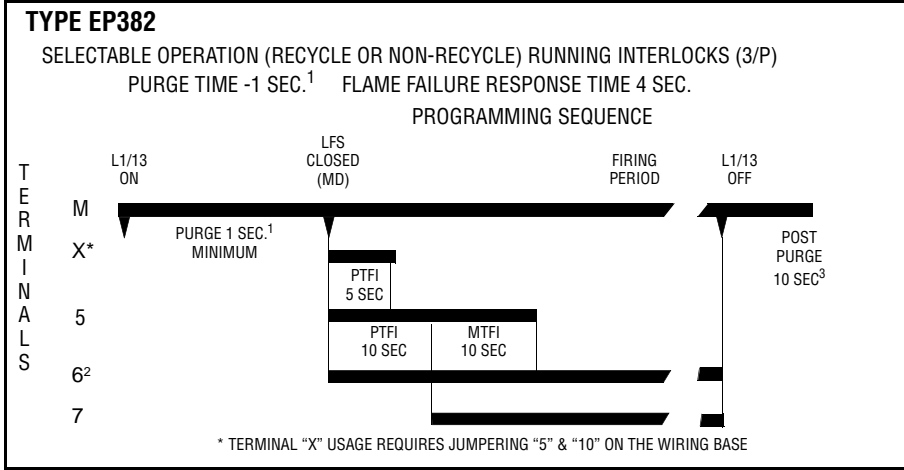 TYPE EP382
SELECTABLE OPERATION (RECYCLE OR NON-RECYCLE) RUNNING INTERLOCKS (3/P)
PURGE TIME -1 SEC.1 FLAME FAILURE RESPONSE TIME 4 SEC.
PROGRAMMING SEQUENCE
TERMINALS
L1/13
ON
LFS
CLOSED
(MD)
FIRING
PERIOD
L1/13
OFF
M
PURGE 1 SEC.1
MINIMUM
POST
PURGE
10 SEC3
X*
PTFI
5 SEC
5
PTFI
10 SEC
MTFI
10 SEC
62
7
* TERMINAL “X” USAGE REQUIRES JUMPERING “5” & “10” ON THE WIRING BASE